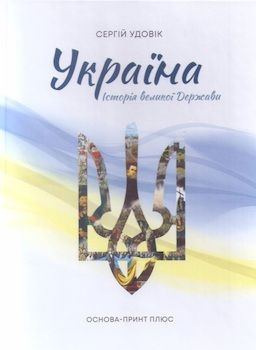 СЕРГІЙ УДОВІК
Україна
Історія великої Держави
ОСНОВА-ПРИНТ ПЛЮС